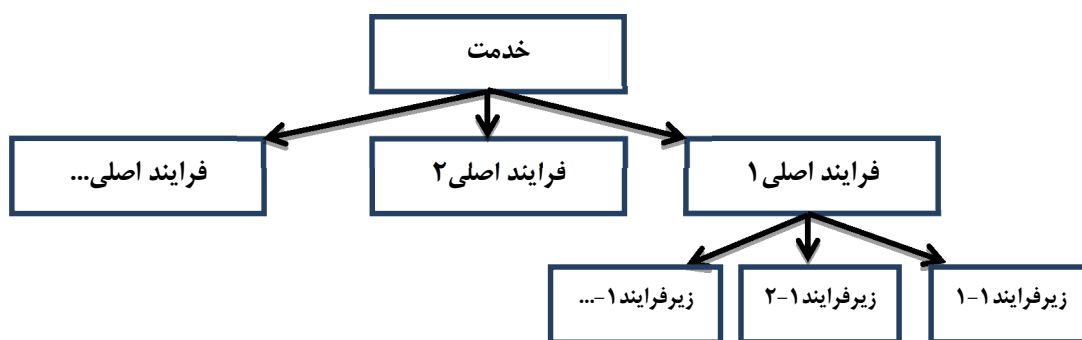 خدمت
فرایند اصلی۱
فرایند اصلی۲
فرایند اصلی...
زیرفرایند۱-۱
زیرفرایند۱-۲
زیرفرایند۱-...